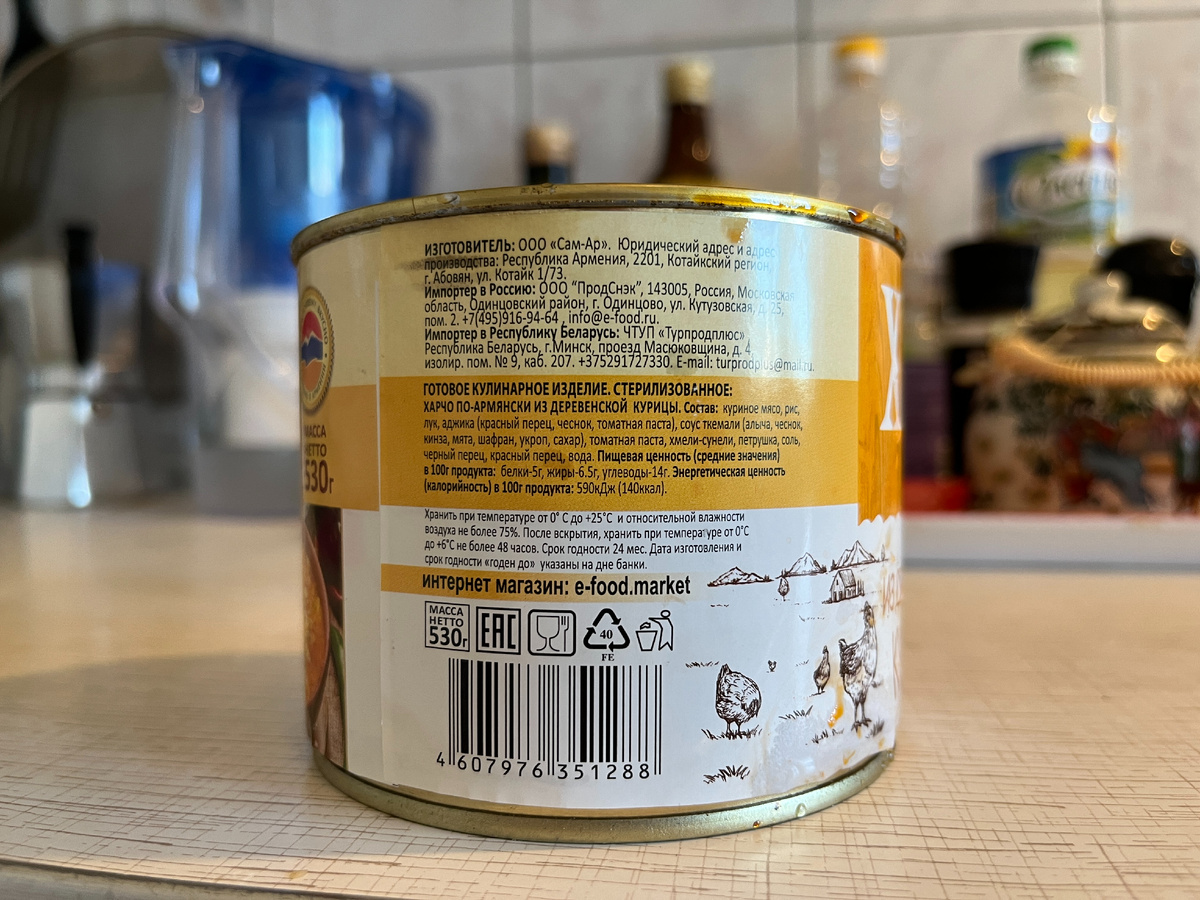 ИЗГОТОВИТЕЛЬ: ООО «Сам-Ар». Юридический адрес и адрес
производства: Республика Армения, 2201, Котайкский регион,
г. Абовян, ул. Котайк 1/73.
Импортер в Россию: ООО "ПродСнэк", 143005, Россия, Московская
область, Одинцовский район, г. Одинцово, ул. Кутузовская, д. 25,
пом. 2. +7(495)916-94-64 , info@e-food.ru.
Импортер в Республику Беларусь: ЧТУП «Турпродплюс»
Республика Беларусь, г.Минск, проезд Масюковщина, д. 4,
изолир. пом. № 9, каб. 207. +375291727330. E-mail: turprodplus@mail.ru.
ГОТОВОЕ КУЛИНАРНОЕ ИЗДЕЛИЕ. СТЕРИЛИЗОВАННОЕ:
ХАРЧО ПО-АРМЯНСКИ ИЗ ДЕРЕВЕНСКОЙ КУРИЦЫ. Состав: куриное мясо, рис,
лук, аджика (красный перец, чеснок, томатная паста), соус ткемали (алыча, чеснок,
кинза, мята, шафран, укроп, сахар), томатная паста, хмели-сунели, петрушка, соль,
черный перец, красный перец, вода. Пищевая ценность (средние значения)
в 100г продукта: белки-5г, жиры-6.5г, углеводы-14г. Энергетическая ценность
(калорийность) в 100г продукта: 590кДж (140ккал).
Хранить при температуре от 0° С до +25°С и относительной влажности
воздуха не более 75%. После вскрытия, хранить при температуре от 0°С
до +6°С не более 48 часов. Срок годности 24 мес. Дата изготовления и
срок годности «годен до» указаны на дне банки.
интернет магазин: e-food.market
МАССА
НЕТТО
530г
EAC
40
FE
4 607976 351288
МАССА
НЕТТО
530г
Х